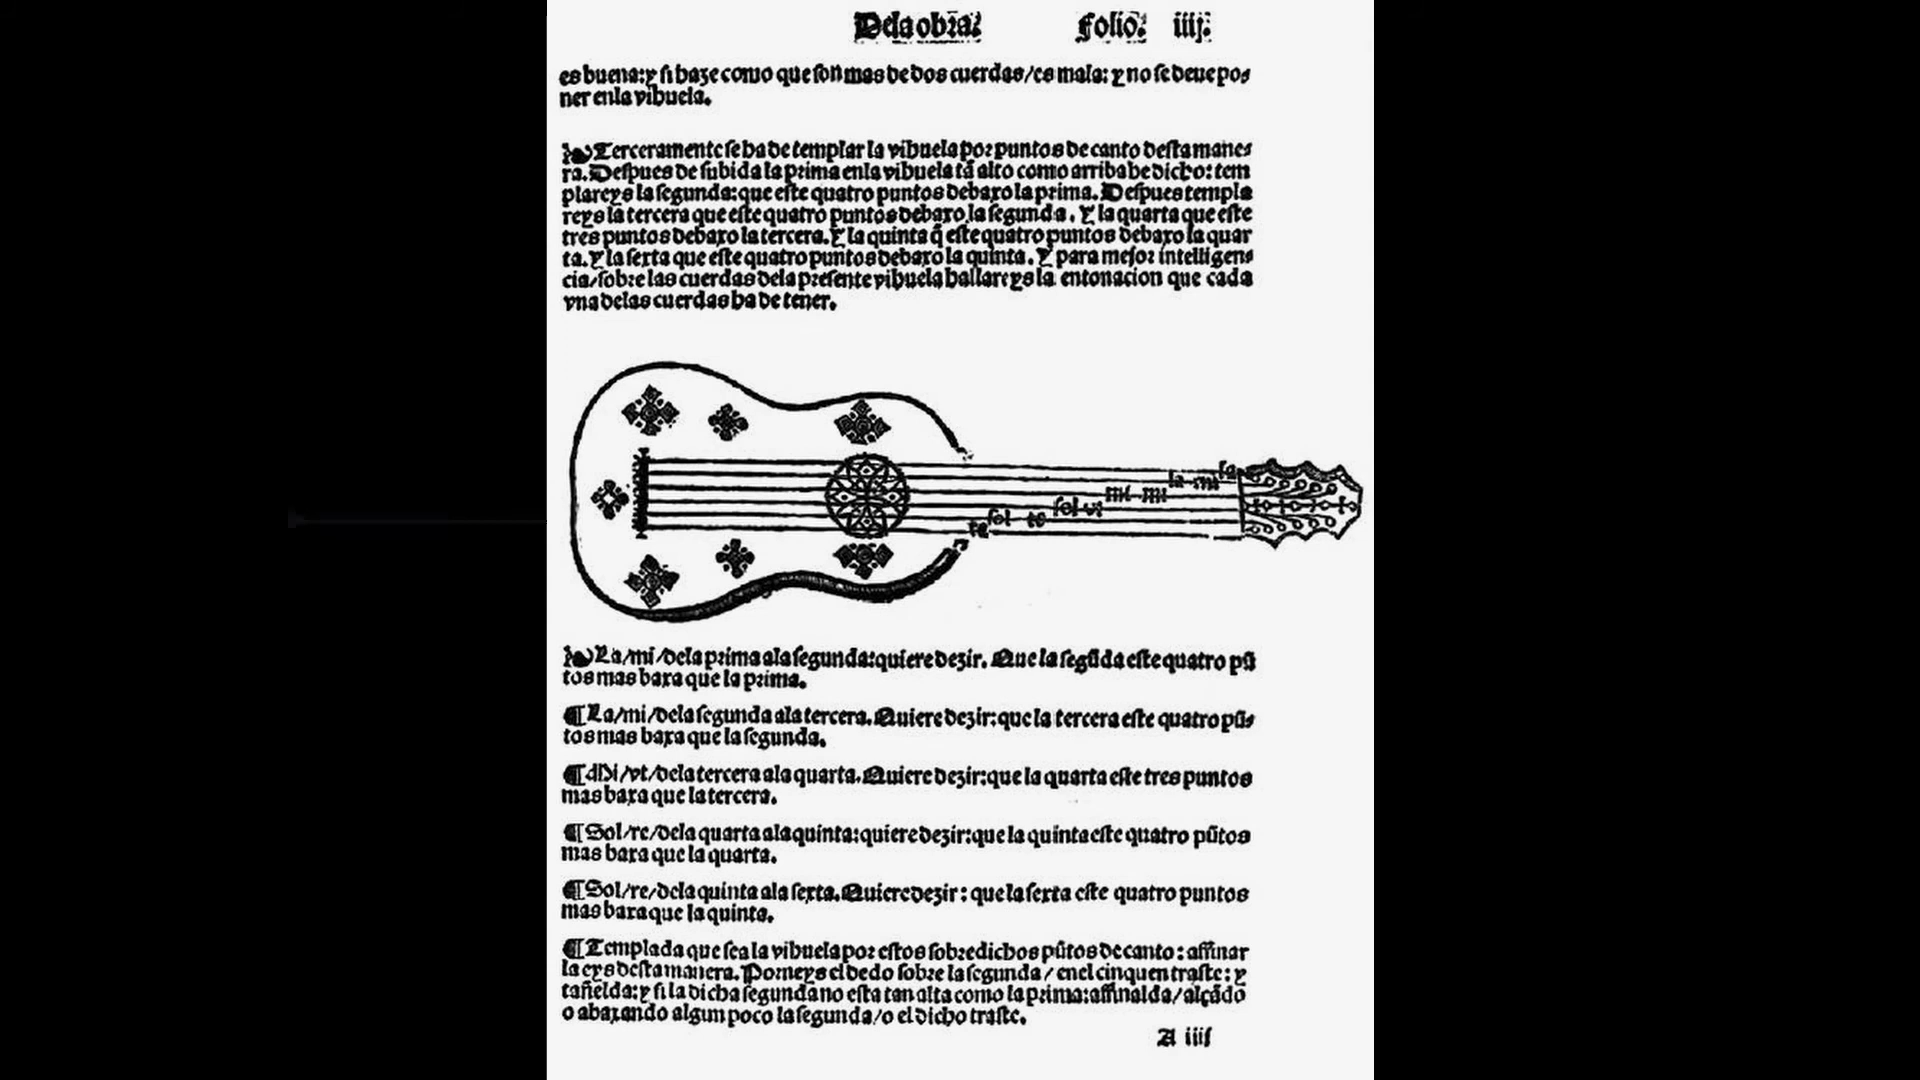 Dela obra. Folio. iiij.
es buena: y si haze como que son mas de dos cuerdas/es mala: y no se deue po-
ner enla vihuela.
Terceramente se ha de templar la vihuela por puntos de canto desta mane-
ra. Despues de subida la prima enla vihuela tā alto como arriba he dicho: tem
plareys la segunda: que este quatro puntos debaxo la prima. Despues templa
reys la tercera que este quatro puntos debaxo la segunda. Y la quarta que este
tres puntos debaxo la tercera. Y la quinta q̄ este quatro puntos debaxo la quar
ta. Y la sexta que este quatro puntos debaxo la quinta. Y para mejor intelligen-
cia/sobre las cuerdas dela presente vihuela hallareys la entonacion que cada
vna delas cuerdas ha de tener.
re sol re sol vt mi mi la mi la
La/mi/dela prima ala segunda: quiere dezir. Que la segūda este quatro pū
tos mas baxa que la prima.
¶ La/mi/dela segunda ala tercera. Quiere dezir: que la tercera este quatro pū-
tos mas baxa que la segunda.
¶ Mi/vt/dela tercera ala quarta. Quiere dezir: que la quarta este tres puntos
mas baxa que la tercera.
¶ Sol/re/dela quarta ala quinta: quiere dezir: que la quinta este quatro pūtos
mas baxa que la quarta.
¶ Sol/re/dela quinta ala sexta. Quiere dezir: que la sexta este quatro puntos
mas baxa que la quinta.
¶ Templada que sea la vihuela por estos sobredichos pūtos de canto: affinar
la eys desta manera. Porneys el dedo sobre la segunda/enel cinquen traste: y
tañelda: y si la dicha segunda no esta tan alta como la prima: affinalda/alçādo
o abaxando algun poco la segunda/o el dicho traste.
A iiij